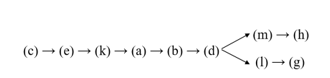 (m) → (h)
(c) → (e) → (k) → (a) → (b) → (d)
(l) → (g)